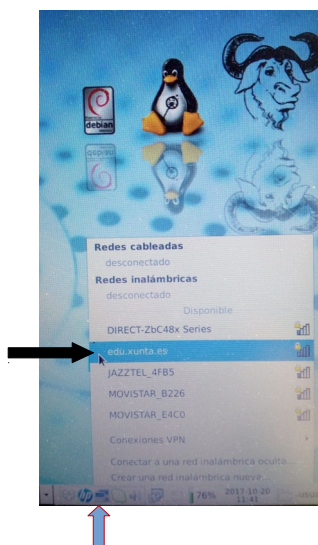 debian
Redes cableadas
desconectado
Redes inalámbricas
desconectado
Disponible
DIRECT-ZbC48x Series
edu.xunta.es
JAZZTEL_4FB5
MOVISTAR_B226
MOVISTAR_E4C0
Conexiones VPN
Conectar a una red inalámbrica oculta...
Crear una red inalámbrica nueva...
76% 2017-10-20
11:41